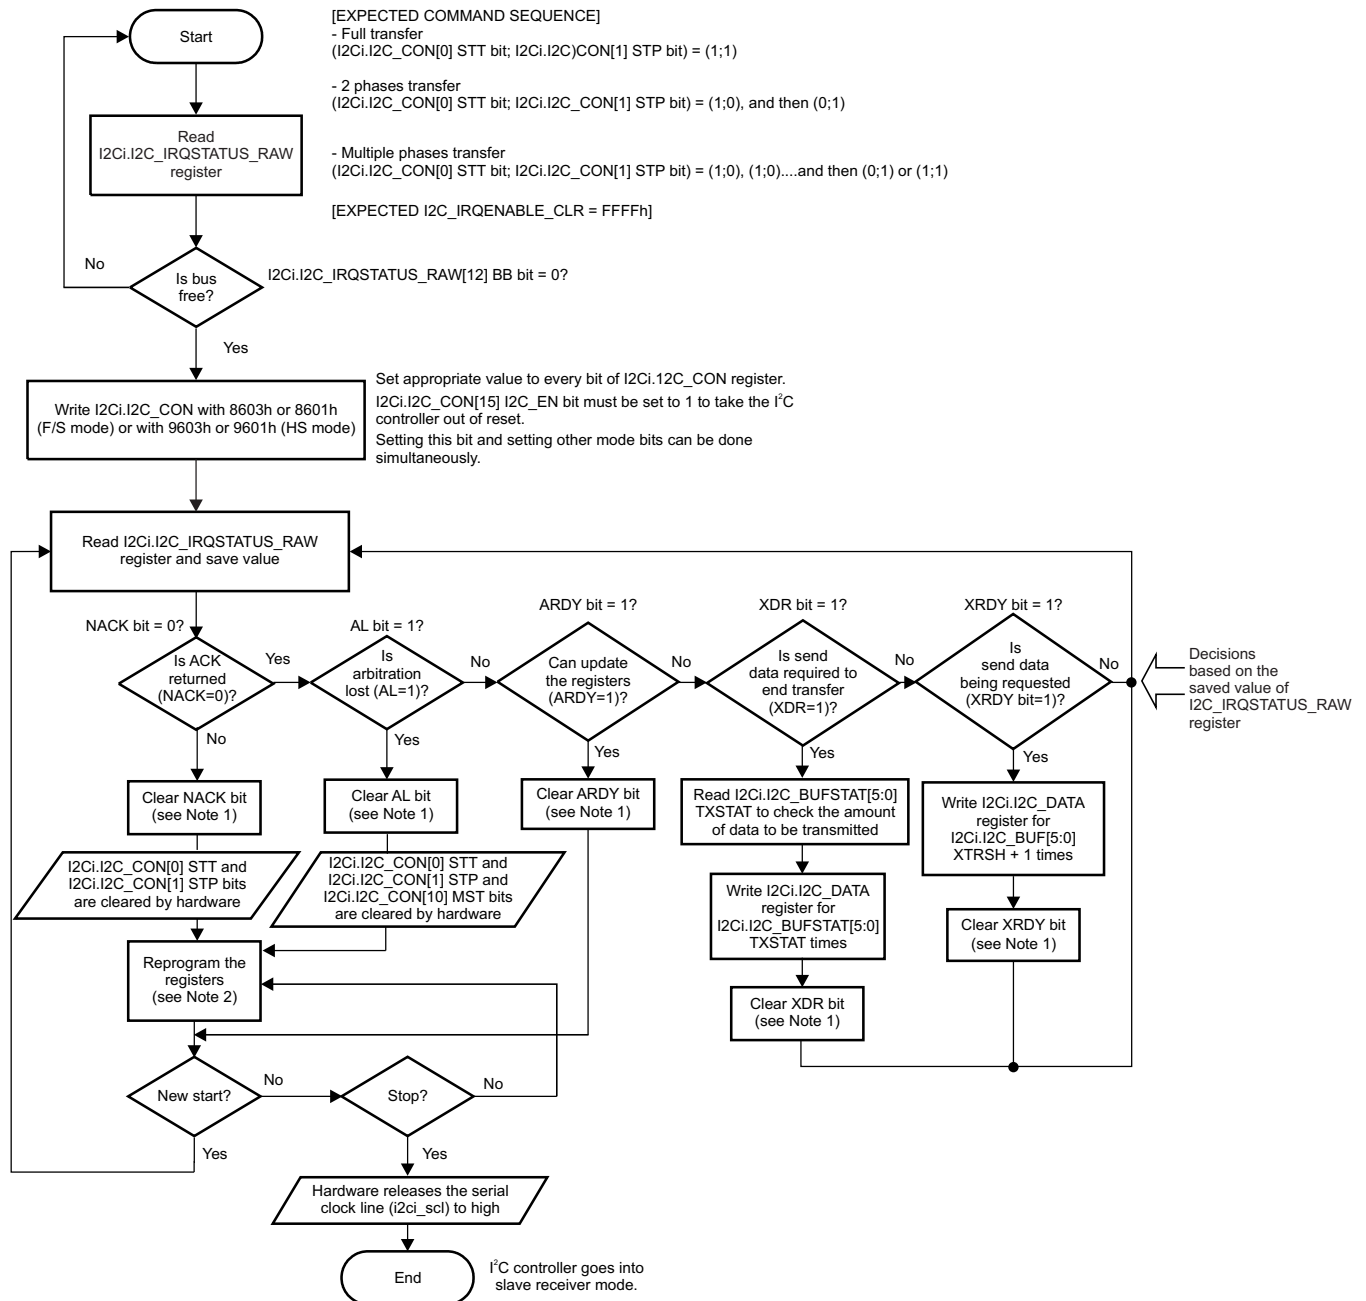 Start
[EXPECTED COMMAND SEQUENCE]
- Full transfer
(I2Ci.I2C_CON[0] STT bit; I2Ci.I2C)CON[1] STP bit) = (1;1)
- 2 phases transfer
(I2Ci.I2C_CON[0] STT bit; I2Ci.I2C_CON[1] STP bit) = (1;0), and then (0;1)
- Multiple phases transfer
(I2Ci.I2C_CON[0] STT bit; I2Ci.I2C_CON[1] STP bit) = (1;0), (1;0)....and then (0;1) or (1;1)
[EXPECTED I2C_IRQENABLE_CLR = FFFFh]
Read
I2Ci.I2C_IRQSTATUS_RAW
register
No
Is bus
free?
I2Ci.I2C_IRQSTATUS_RAW[12] BB bit = 0?
Yes
Write I2Ci.I2C_CON with 8603h or 8601h
(F/S mode) or with 9603h or 9601h (HS mode)
Set appropriate value to every bit of I2Ci.12C_CON register.
I2Ci.I2C_CON[15] I2C_EN bit must be set to 1 to take the I²C
controller out of reset.
Setting this bit and setting other mode bits can be done
simultaneously.
Read I2Ci.I2C_IRQSTATUS_RAW
register and save value
NACK bit = 0?
Is ACK
returned
(NACK=0)?
Yes
No
AL bit = 1?
Is
arbitration
lost (AL=1)?
No
Yes
ARDY bit = 1?
Can update
the registers
(ARDY=1)?
No
Yes
XDR bit = 1?
Is send
data required to
end transfer
(XDR=1)?
No
Yes
XRDY bit = 1?
Is
send data
being requested
(XRDY bit=1)?
No
Yes
Decisions
based on the
saved value of
I2C_IRQSTATUS_RAW
register
Clear NACK bit
(see Note 1)
Clear AL bit
(see Note 1)
Clear ARDY bit
(see Note 1)
Read I2Ci.I2C_BUFSTAT[5:0]
TXSTAT to check the amount
of data to be transmitted
Write I2Ci.I2C_DATA
register for
I2Ci.I2C_BUF[5:0]
XTRSH + 1 times
I2Ci.I2C_CON[0] STT and
I2Ci.I2C_CON[1] STP bits
are cleared by hardware
I2Ci.I2C_CON[0] STT and
I2Ci.I2C_CON[1] STP and
I2Ci.I2C_CON[10] MST bits
are cleared by hardware
Write I2Ci.I2C_DATA
register for
I2Ci.I2C_BUFSTAT[5:0]
TXSTAT times
Clear XRDY bit
(see Note 1)
Reprogram the
registers
(see Note 2)
Clear XDR bit
(see Note 1)
New start?
No
Yes
Stop?
No
Yes
Hardware releases the serial
clock line (i2ci_scl) to high
End
I²C controller goes into
slave receiver mode.